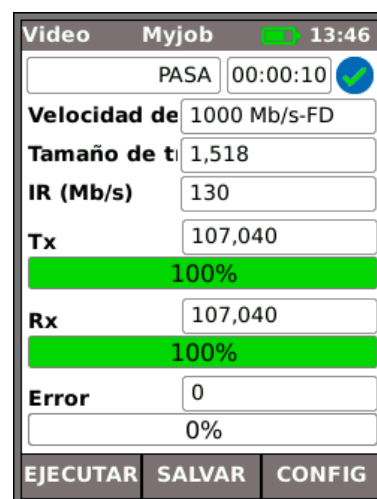 Video Myjob 13:46
PASA 00:00:10
Velocidad de 1000 Mb/s-FD
Tamaño de t 1,518
IR (Mb/s) 130
Tx 107,040
100%
Rx 107,040
100%
Error 0
0%
EJECUTAR SALVAR CONFIG